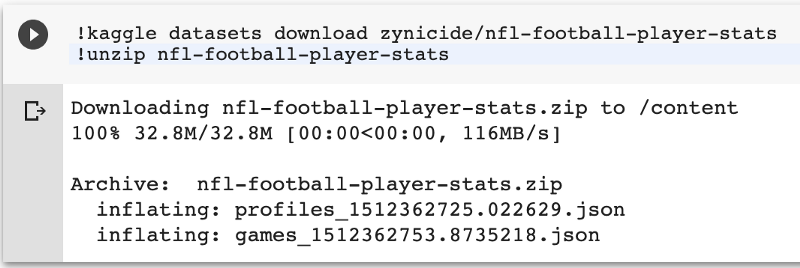 !kaggle datasets download zynicide/nfl-football-player-stats
!unzip nfl-football-player-stats
Downloading nfl-football-player-stats.zip to /content
100% 32.8M/32.8M [00:00<00:00, 116MB/s]
Archive:  nfl-football-player-stats.zip
  inflating: profiles_1512362725.022629.json
  inflating: games_1512362753.8735218.json